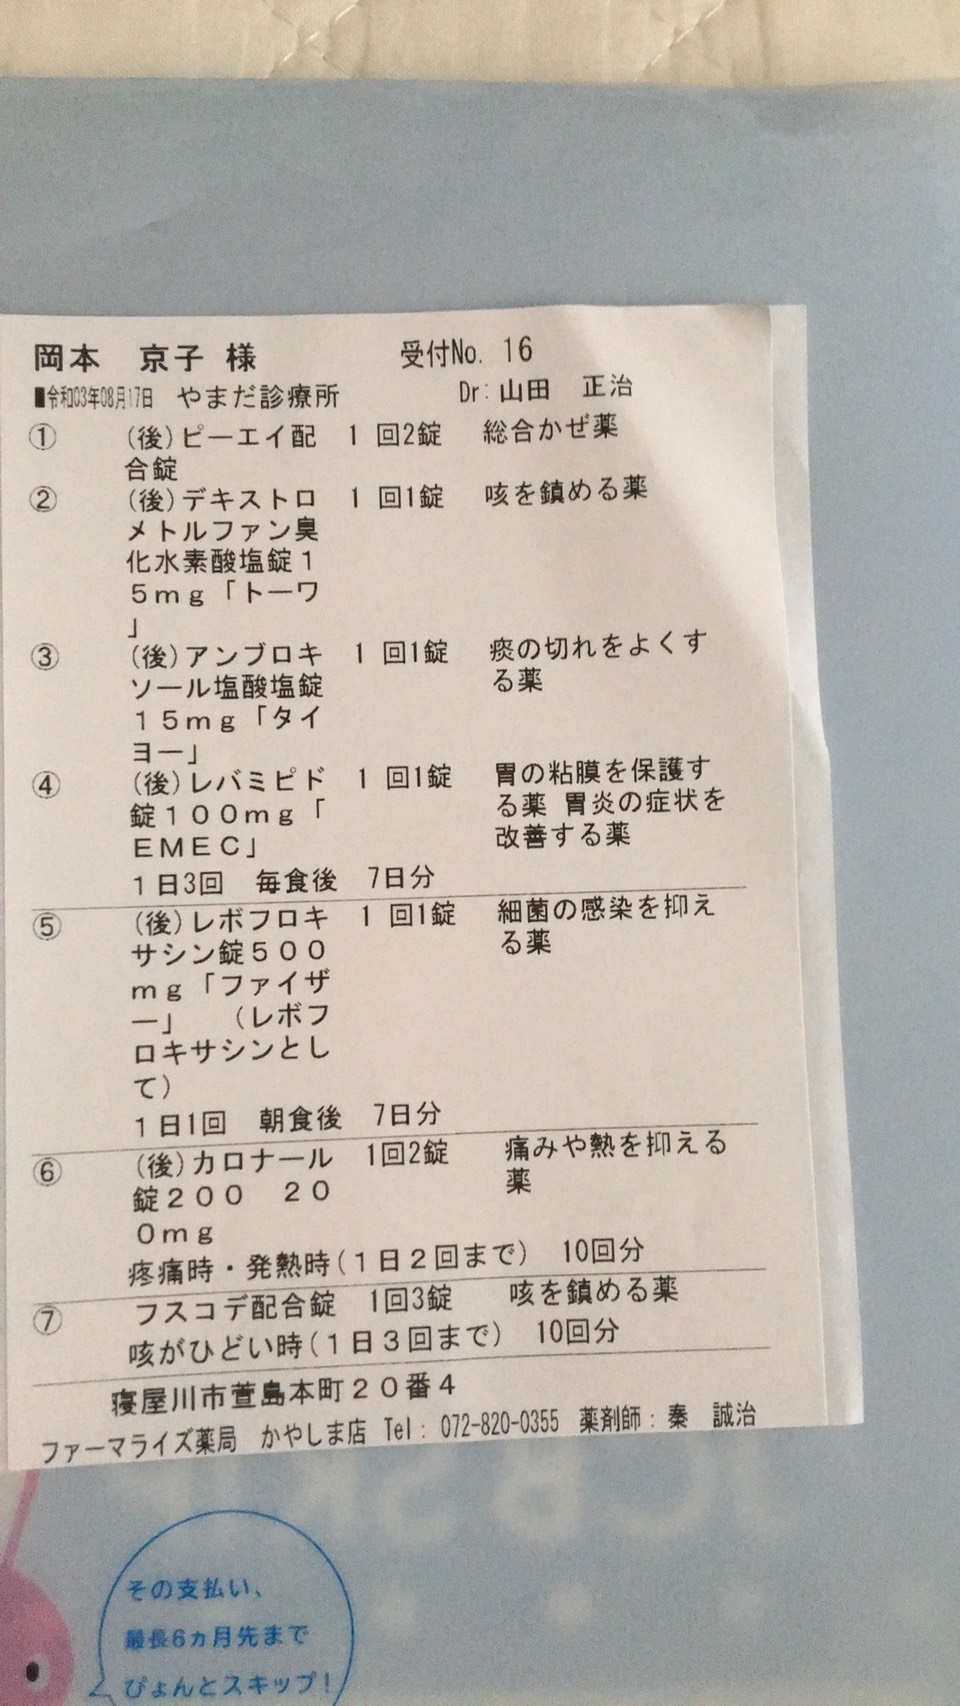 岡本 京子 様 受付No. 16
■令和03年08月17日 やまだ診療所 Dr: 山田 正治
① (後)ピーエイ配 1 回2錠 総合かぜ薬
合錠
② (後)デキストロ 1 回1錠 咳を鎮める薬
メトルファン臭
化水素酸塩錠1
5mg「トーワ
」
③ (後)アンブロキ 1 回1錠 痰の切れをよくす
ソール塩酸塩錠 る薬
15mg「タイ
ヨー」
④ (後)レバミピド 1 回1錠 胃の粘膜を保護す
錠100mg「 る薬 胃炎の症状を
EMEC」 改善する薬
1日3回 毎食後 7日分
⑤ (後)レボフロキ 1 回1錠 細菌の感染を抑え
サシン錠500 る薬
mg「ファイザ
ー」 (レボフ
ロキサシンとし
て)
1日1回 朝食後 7日分
⑥ (後)カロナール 1回2錠 痛みや熱を抑える
錠200 20 薬
0mg
疼痛時・発熱時(1日2回まで) 10回分
⑦ フスコデ配合錠 1回3錠 咳を鎮める薬
咳がひどい時(1日3回まで) 10回分
寝屋川市萱島本町20番4
ファーマライズ薬局 かやしま店 Tel: 072-820-0355 薬剤師: 秦 誠治
その支払い、
最長6ヵ月先まで
ぴょんとスキップ!